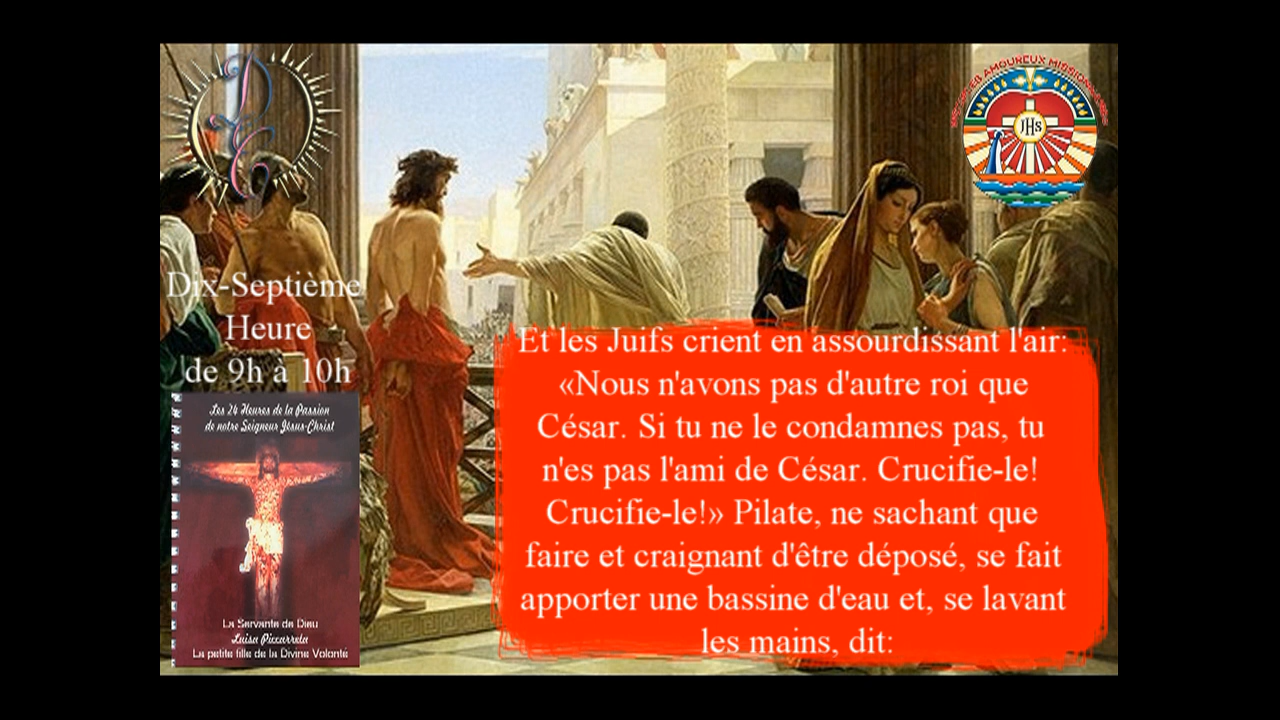 Dix-Septième
Heure
de 9h à 10h
Les 24 Heures de la Passion
de notre Seigneur Jésus-Christ
La Servante de Dieu
Luisa Piccarreta
La petite fille de la Divine Volonté
AMOUREUX
JHS
Et les Juifs crient en assourdissant l'air:
«Nous n'avons pas d'autre roi que
César. Si tu ne le condamnes pas, tu
n'es pas l'ami de César. Crucifie-le!
Crucifie-le!» Pilate, ne sachant que
faire et craignant d'être déposé, se fait
apporter une bassine d'eau et, se lavant
les mains, dit: